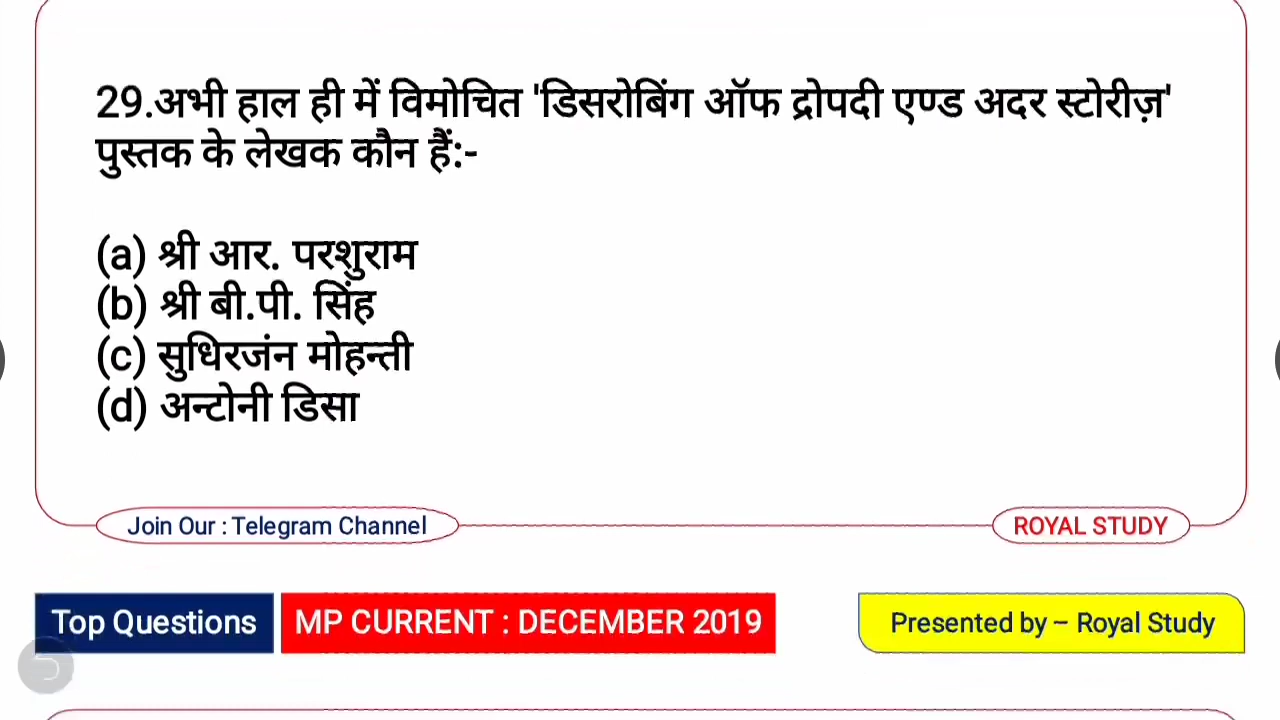 29.अभी हाल ही में विमोचित 'डिसरोबिंग ऑफ द्रोपदी एण्ड अदर स्टोरीज़'
पुस्तक के लेखक कौन हैं:-
(a) श्री आर. परशुराम
(b) श्री बी.पी. सिंह
(c) सुधिरजंन मोहन्ती
(d) अन्टोनी डिसा
Join Our : Telegram Channel
ROYAL STUDY
Top Questions
MP CURRENT : DECEMBER 2019
Presented by – Royal Study